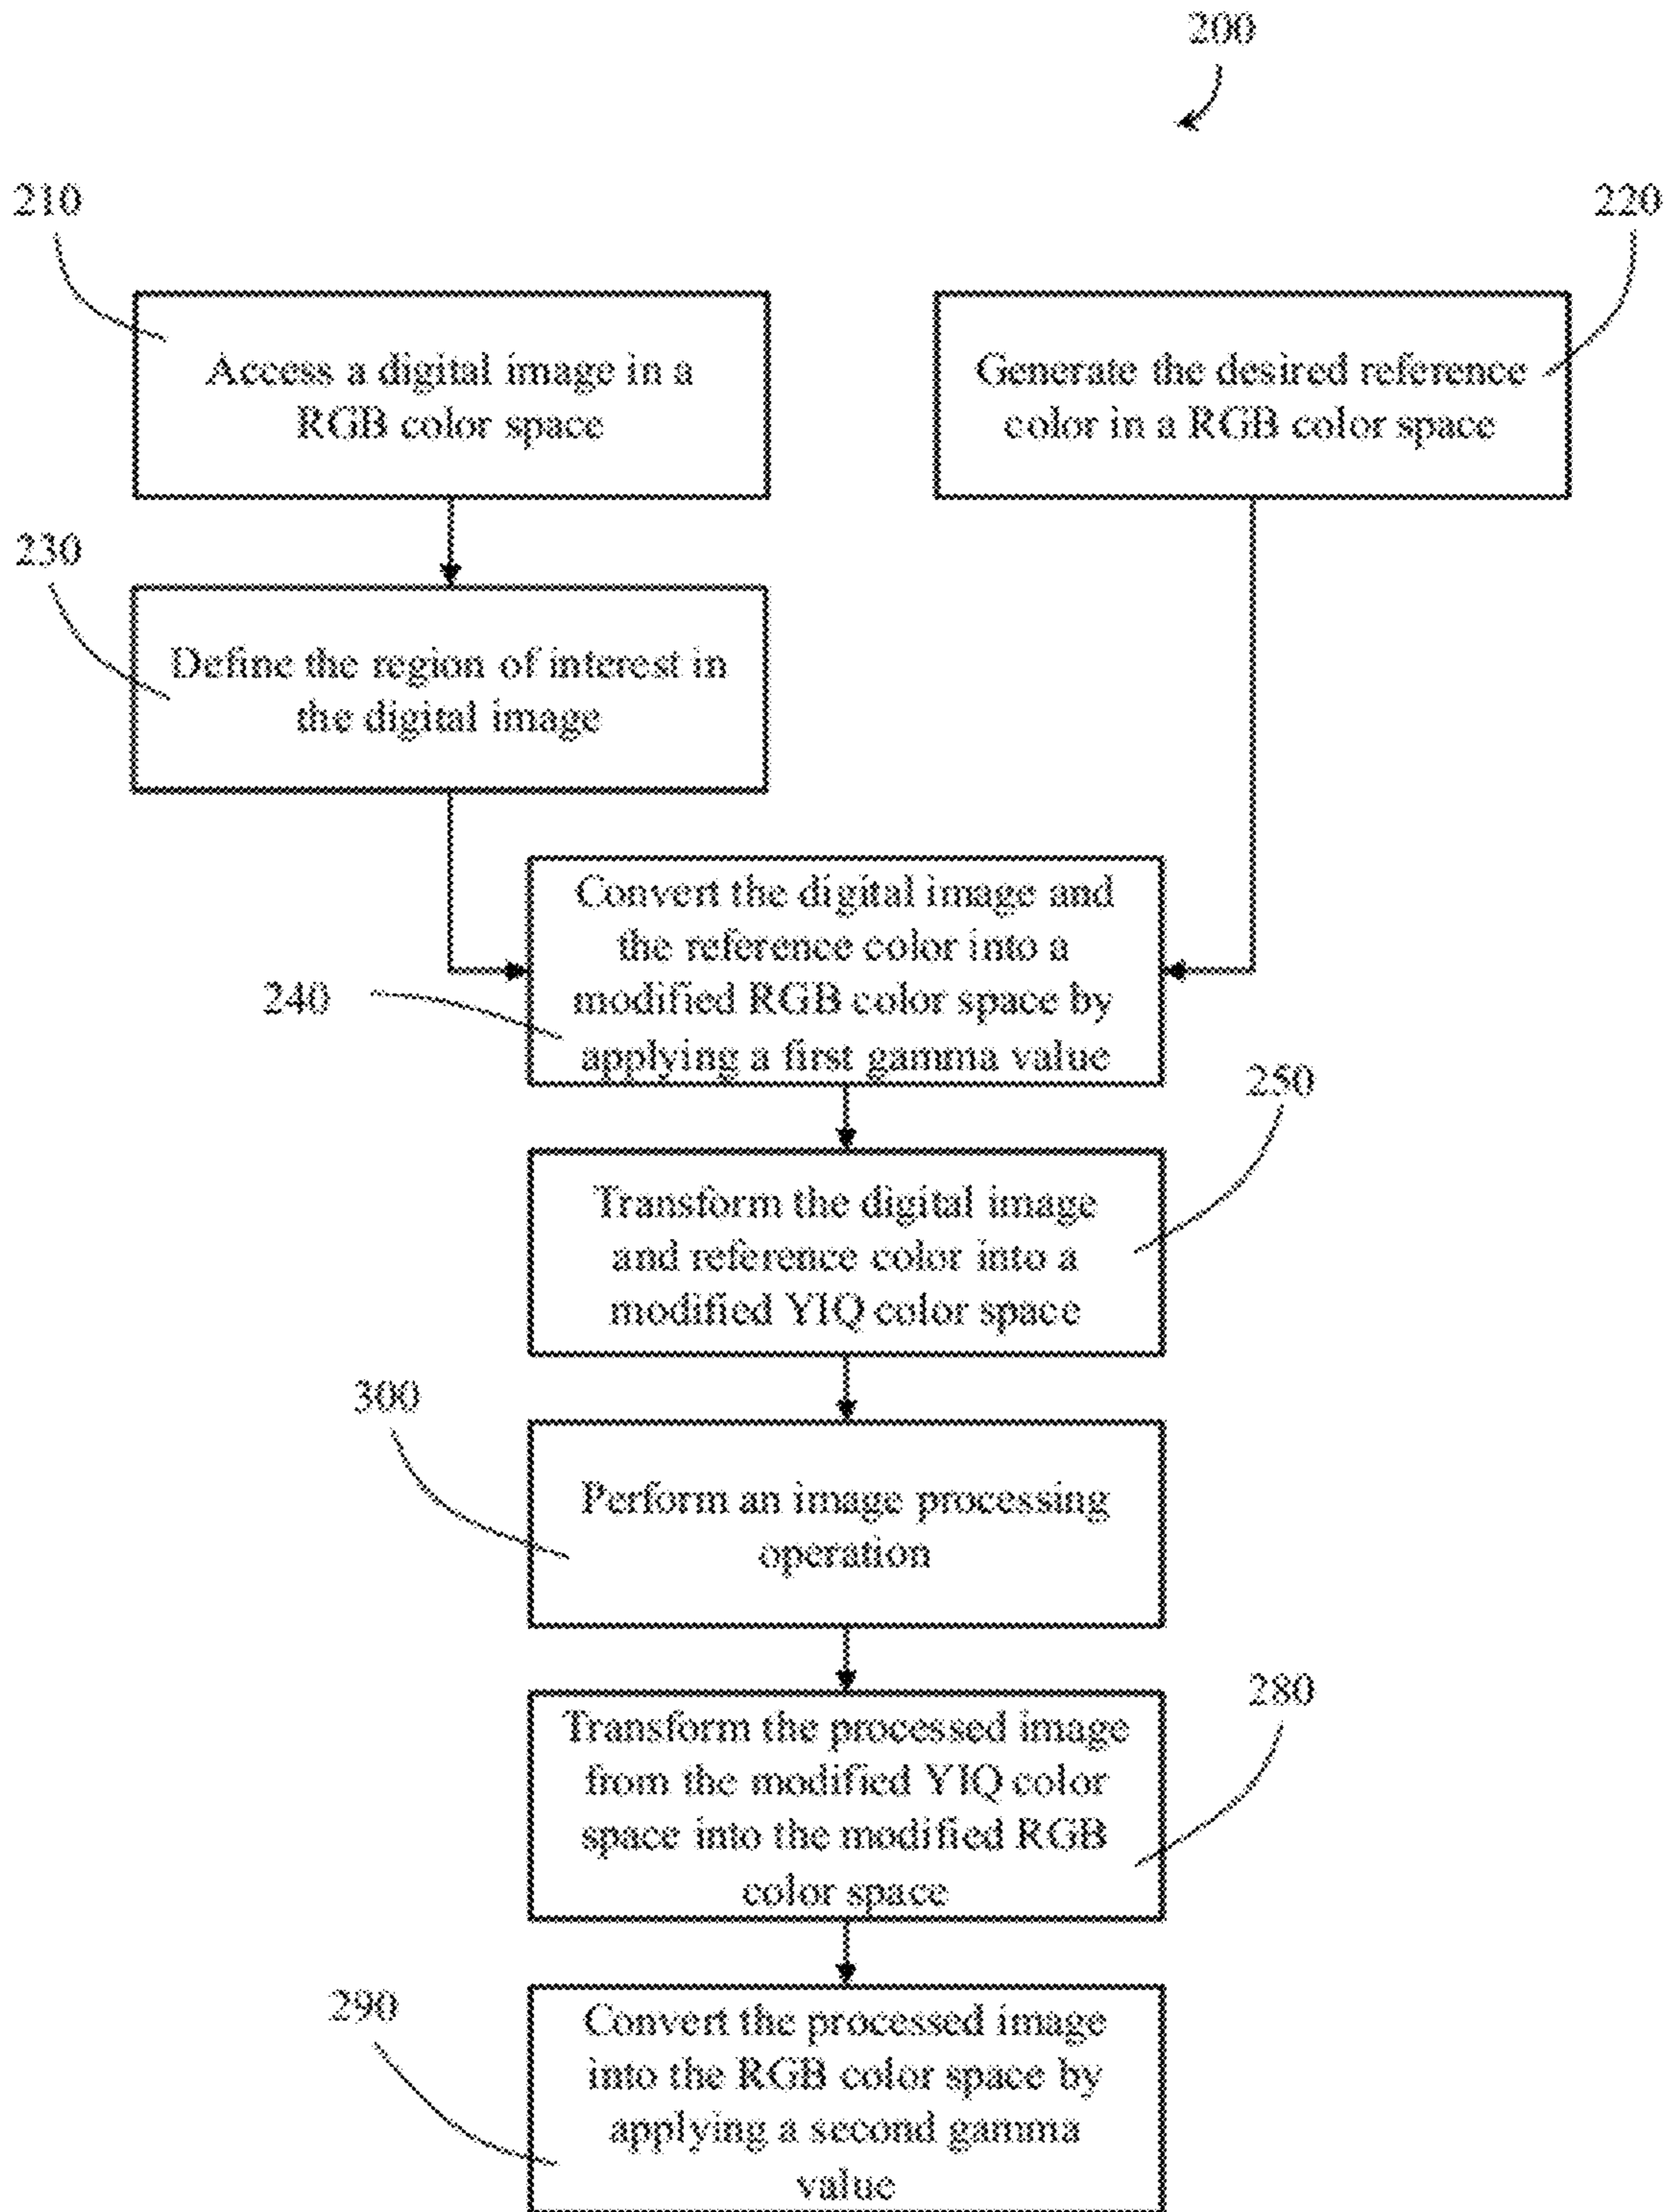 200
210
220
Access a digital image in a
RGB color space
Generate the desired reference
color in a RGB color space
230
Define the region of interest in
the digital image
Convert the digital image and
the reference color into a
modified RGB color space by
applying a first gamma value
240
250
Transform the digital image
and reference color into a
modified YIQ color space
300
Perform an image processing
operation
280
Transform the processed image
from the modified YIQ color
space into the modified RGB
color space
290
Convert the processed image
into the RGB color space by
applying a second gamma
value